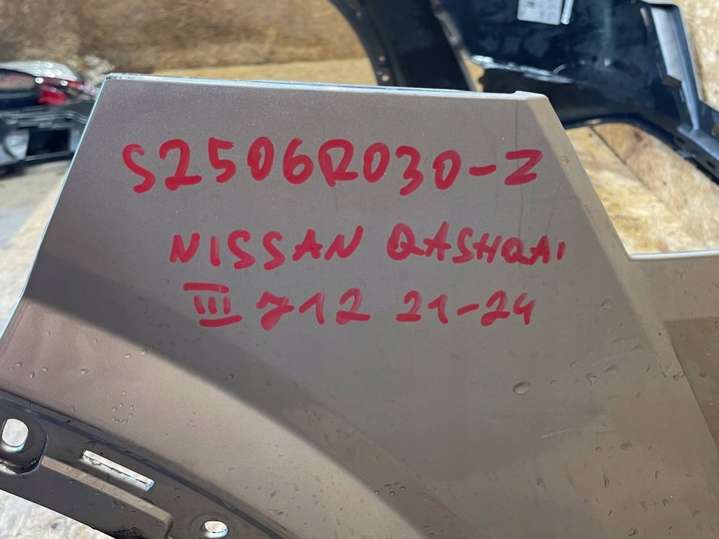 S2506R030-Z
NISSAN QASHQAI
III J12 21-24